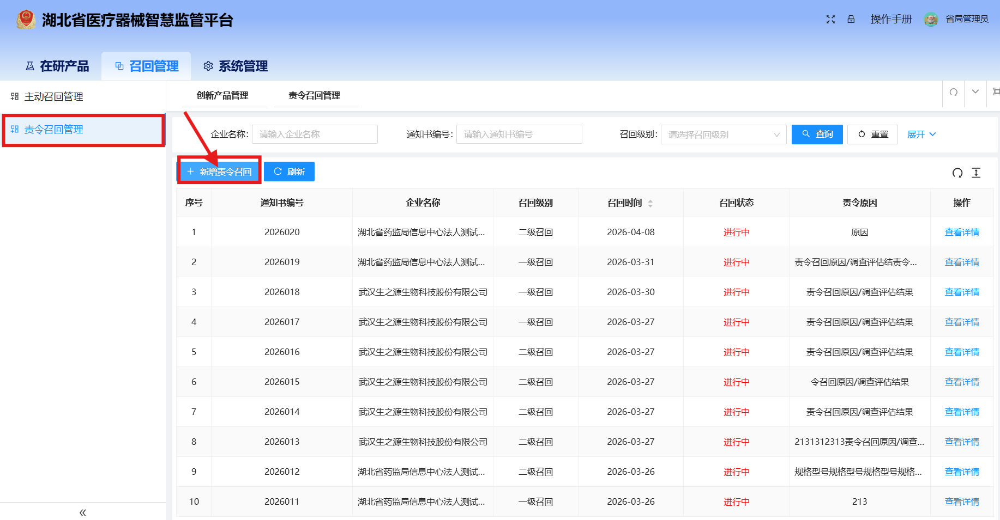 湖北省医疗器械智慧监管平台
操作手册 省局管理员
在研产品 召回管理 系统管理
主动召回管理
责令召回管理
创新产品管理 责令召回管理
企业名称: 请输入企业名称 通知书编号: 请输入通知书编号 召回级别: 请选择召回级别 查询 重置 展开
新增责令召回 刷新
序号 通知书编号 企业名称 召回级别 召回时间 召回状态 责令原因 操作
1 2026020 湖北省药监局信息中心法人测试... 二级召回 2026-04-08 进行中 原因 查看详情
2 2026019 湖北省药监局信息中心法人测试... 一级召回 2026-03-31 进行中 责令召回原因/调查评估结责令... 查看详情
3 2026018 武汉生之源生物科技股份有限公司 一级召回 2026-03-30 进行中 责令召回原因/调查评估结果 查看详情
4 2026017 武汉生之源生物科技股份有限公司 一级召回 2026-03-27 进行中 责令召回原因/调查评估结果 查看详情
5 2026016 武汉生之源生物科技股份有限公司 二级召回 2026-03-27 进行中 责令召回原因/调查评估结果 查看详情
6 2026015 武汉生之源生物科技股份有限公司 二级召回 2026-03-27 进行中 令召回原因/调查评估结果 查看详情
7 2026014 武汉生之源生物科技股份有限公司 二级召回 2026-03-27 进行中 责令召回原因/调查评估结果 查看详情
8 2026013 武汉生之源生物科技股份有限公司 二级召回 2026-03-27 进行中 2131312313责令召回原因/调查... 查看详情
9 2026012 湖北省药监局信息中心法人测试... 二级召回 2026-03-26 进行中 规格型号规格型号规格型号规格... 查看详情
10 2026011 湖北省药监局信息中心法人测试... 一级召回 2026-03-26 进行中 213 查看详情